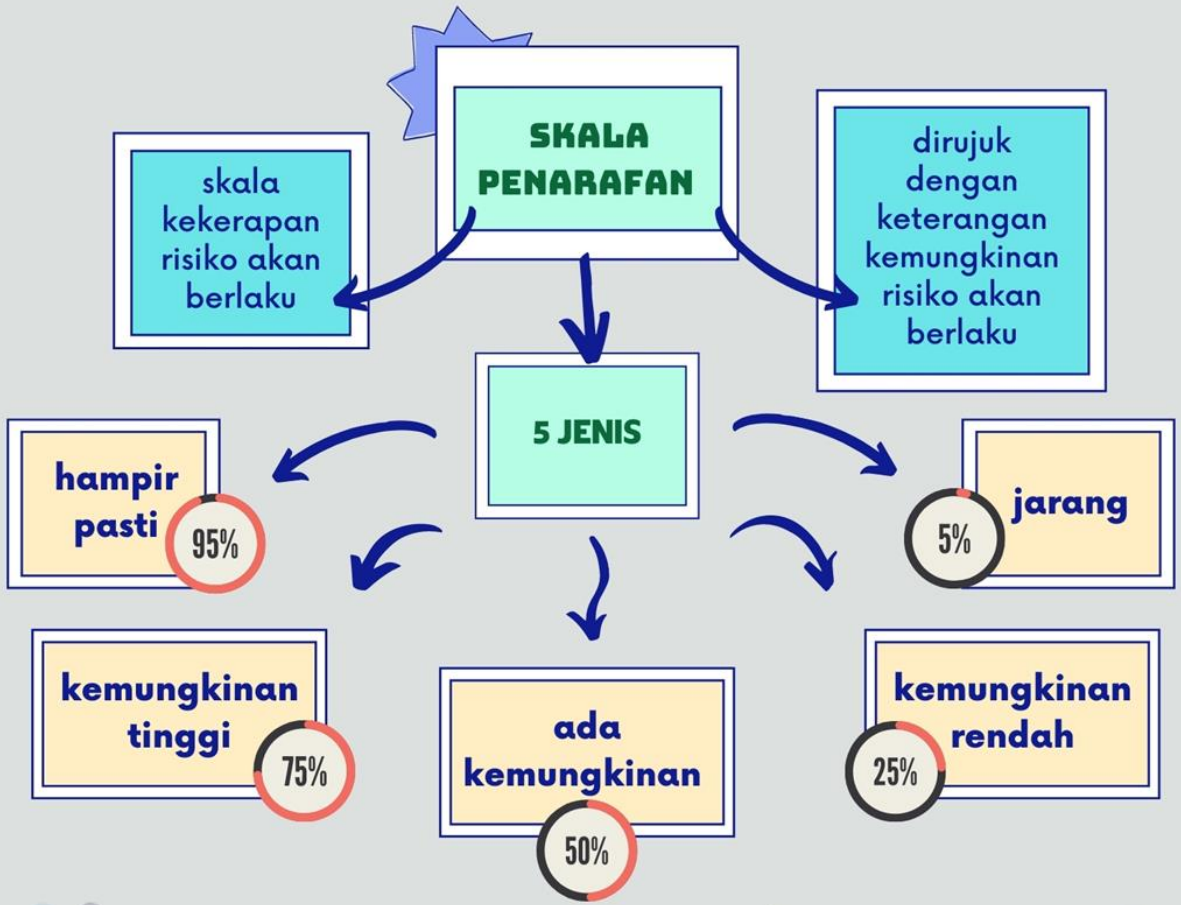 SKALA
PENARAFAN
skala
kekerapan
risiko akan
berlaku
dirujuk
dengan
keterangan
kemungkinan
risiko akan
berlaku
5 JENIS
hampir
pasti
95%
kemungkinan
tinggi
75%
ada
kemungkinan
50%
kemungkinan
rendah
25%
jarang
5%